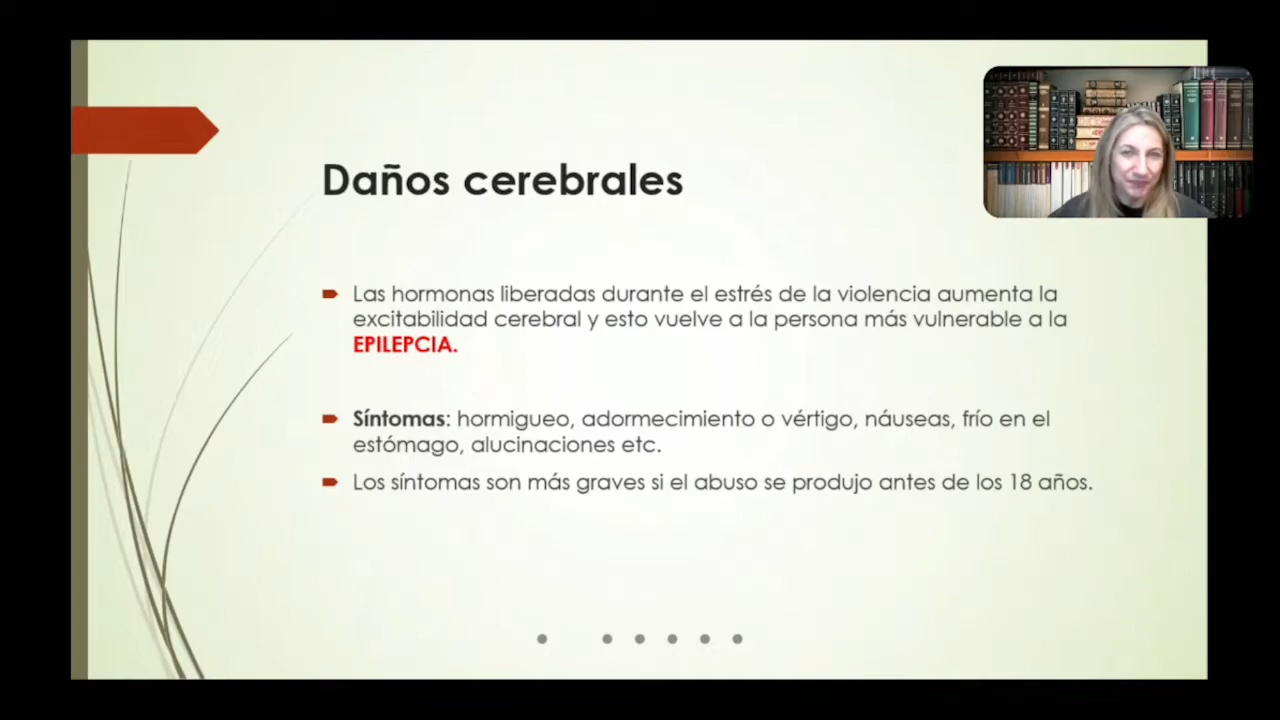 Daños cerebrales
Las hormonas liberadas durante el estrés de la violencia aumenta la
excitabilidad cerebral y esto vuelve a la persona más vulnerable a la
EPILEPCIA.
Síntomas: hormigueo, adormecimiento o vértigo, náuseas, frío en el
estómago, alucinaciones etc.
Los síntomas son más graves si el abuso se produjo antes de los 18 años.